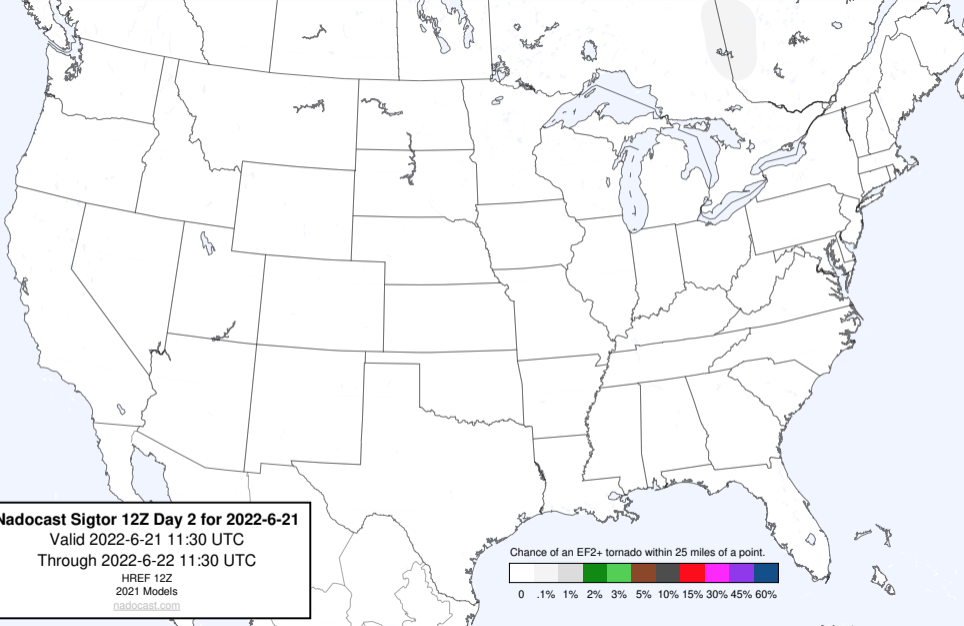 Nadocast Sigtor 12Z Day 2 for 2022-6-21
Valid 2022-6-21 11:30 UTC
Through 2022-6-22 11:30 UTC
HREF 12Z
2021 Models
nadocast.com
Chance of an EF2+ tornado within 25 miles of a point.
0 .1% 1% 2% 3% 5% 10% 15% 30% 45% 60%